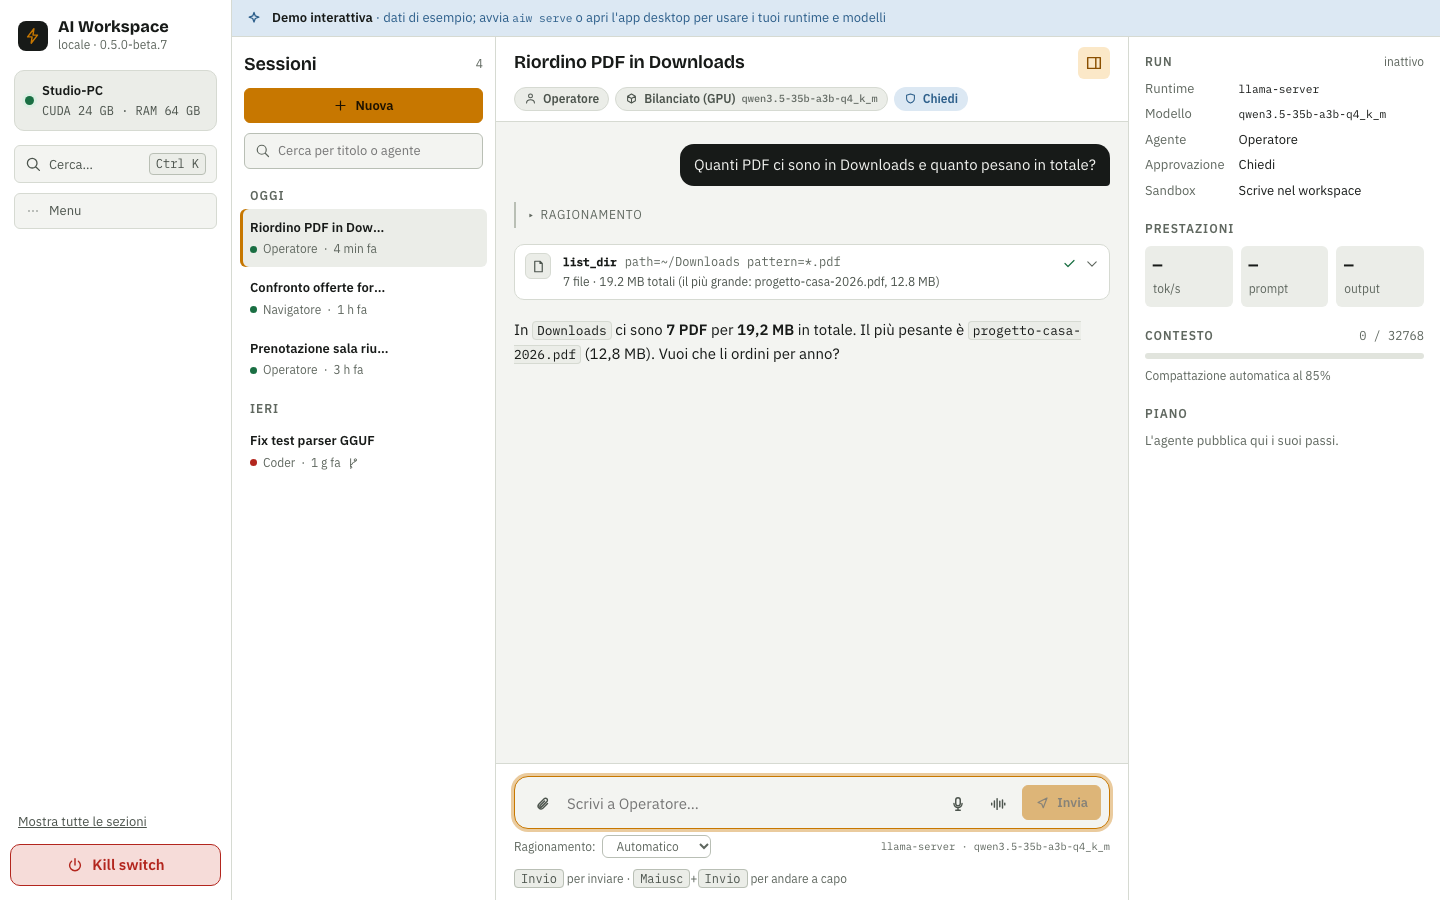 AI Workspace
locale · 0.5.0-beta.7
Studio-PC
CUDA 24 GB · RAM 64 GB
Cerca... Ctrl K
··· Menu
Mostra tutte le sezioni
Kill switch
Demo interattiva · dati di esempio; avvia aiw serve o apri l'app desktop per usare i tuoi runtime e modelli
Sessioni 4
+ Nuova
Cerca per titolo o agente
OGGI
Riordino PDF in Dow...
Operatore · 4 min fa
Confronto offerte for...
Navigatore · 1 h fa
Prenotazione sala riu...
Operatore · 3 h fa
IERI
Fix test parser GGUF
Coder · 1 g fa
Riordino PDF in Downloads
Operatore Bilanciato (GPU) qwen3.5-35b-a3b-q4_k_m Chiedi
Quanti PDF ci sono in Downloads e quanto pesano in totale?
RAGIONAMENTO
list_dir path=~/Downloads pattern=*.pdf
7 file · 19.2 MB totali (il più grande: progetto-casa-2026.pdf, 12.8 MB)
In Downloads ci sono 7 PDF per 19,2 MB in totale. Il più pesante è progetto-casa-
2026.pdf (12,8 MB). Vuoi che li ordini per anno?
Scrivi a Operatore... Invia
Ragionamento: Automatico llama-server · qwen3.5-35b-a3b-q4_k_m
Invio per inviare · Maiusc+Invio per andare a capo
RUN inattivo
Runtime llama-server
Modello qwen3.5-35b-a3b-q4_k_m
Agente Operatore
Approvazione Chiedi
Sandbox Scrive nel workspace
PRESTAZIONI
– – –
tok/s prompt output
CONTESTO 0 / 32768
Compattazione automatica al 85%
PIANO
L'agente pubblica qui i suoi passi.